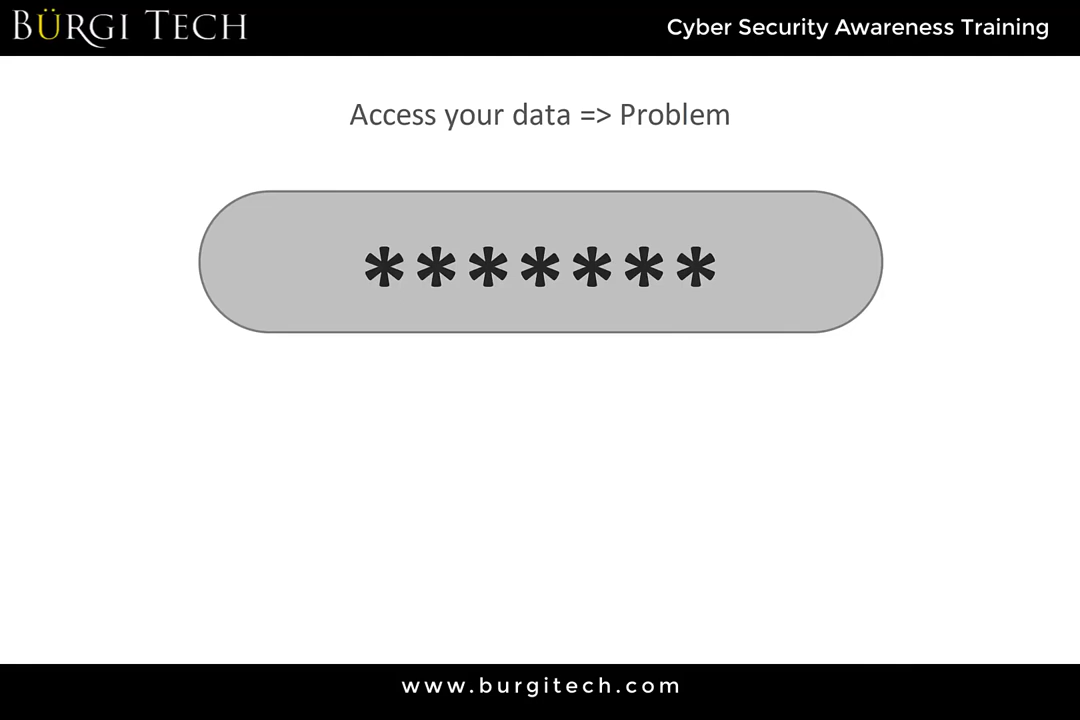 BÜRGI TECH
Cyber Security Awareness Training
Access your data => Problem
*******
www.burgitech.com